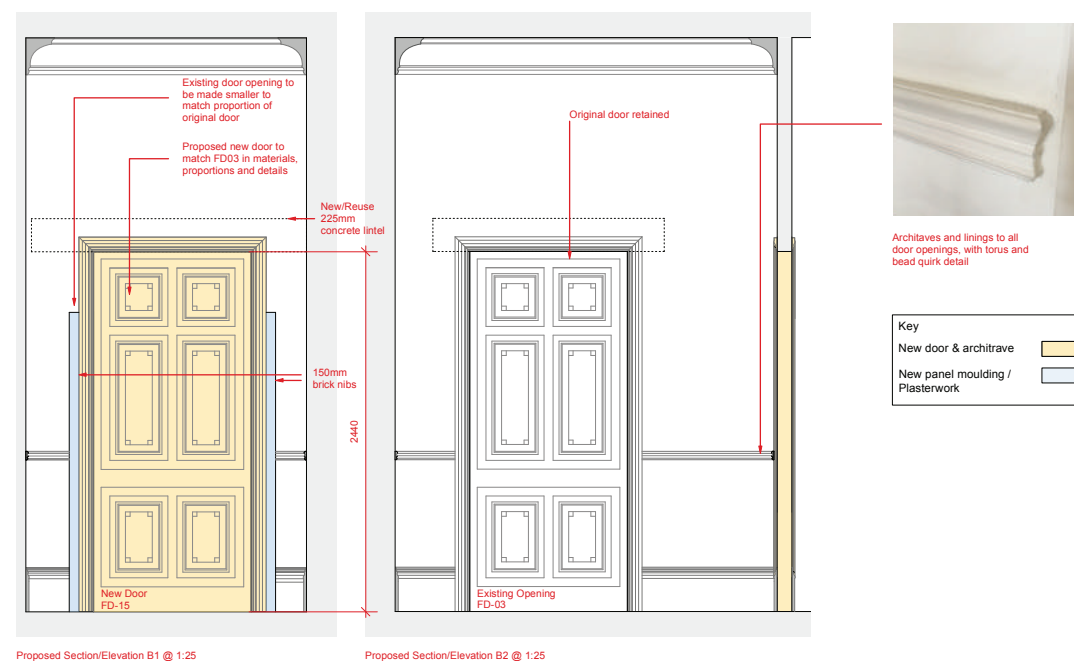 Existing door opening to
be made smaller to
match proportion of
original door
Proposed new door to
match FD03 in materials,
proportions and details
New/Reuse
225mm
concrete lintel
150mm
brick nibs
2440
New Door
FD-15
Proposed Section/Elevation B1 @ 1:25
Original door retained
Existing Opening
FD-03
Proposed Section/Elevation B2 @ 1:25
Architaves and linings to all
door openings, with torus and
bead quirk detail
Key
New door & architrave
New panel moulding /
Plasterwork